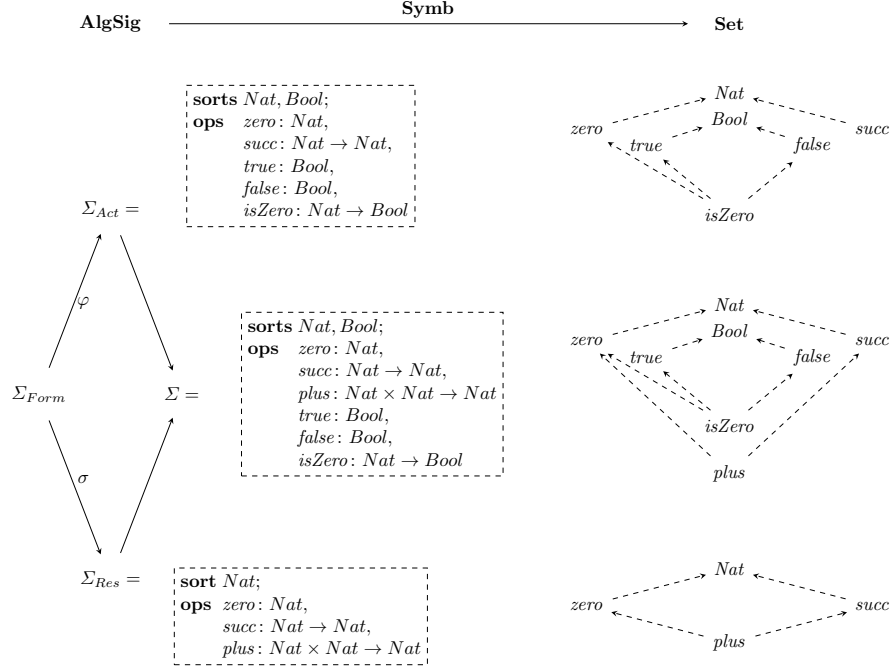 AlgSig Symb Set
sorts Nat, Bool;
ops zero: Nat,
succ: Nat → Nat,
true: Bool,
false: Bool,
isZero: Nat → Bool
Σ_Act =
Nat
Bool
zero succ
true false
isZero
φ
Σ_Form Σ =
σ
sorts Nat, Bool;
ops zero: Nat,
succ: Nat → Nat,
plus: Nat × Nat → Nat
true: Bool,
false: Bool,
isZero: Nat → Bool
Nat
Bool
zero succ
true false
isZero
plus
Σ_Res =
sort Nat;
ops zero: Nat,
succ: Nat → Nat,
plus: Nat × Nat → Nat
Nat
zero succ
plus